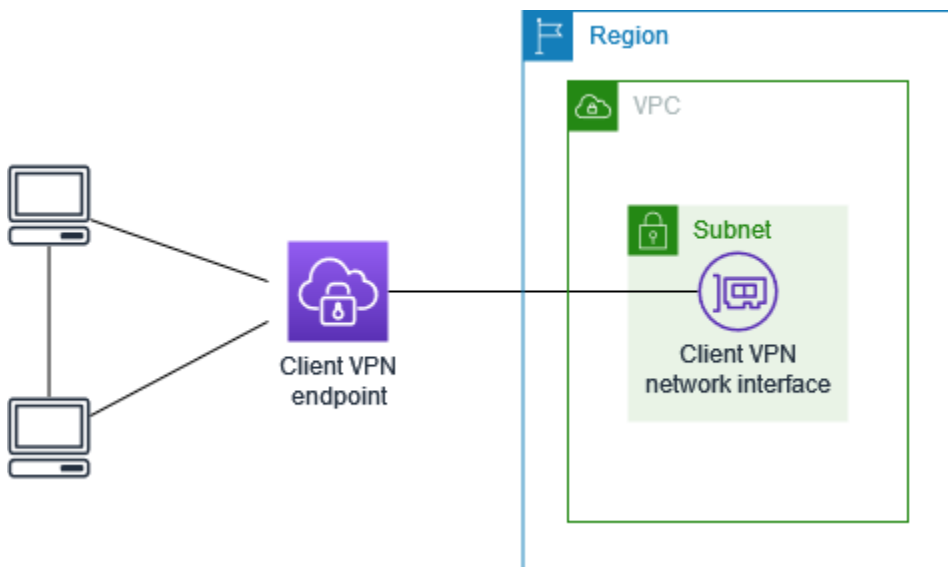 Region
VPC
Subnet
Client VPN
endpoint
Client VPN
network interface